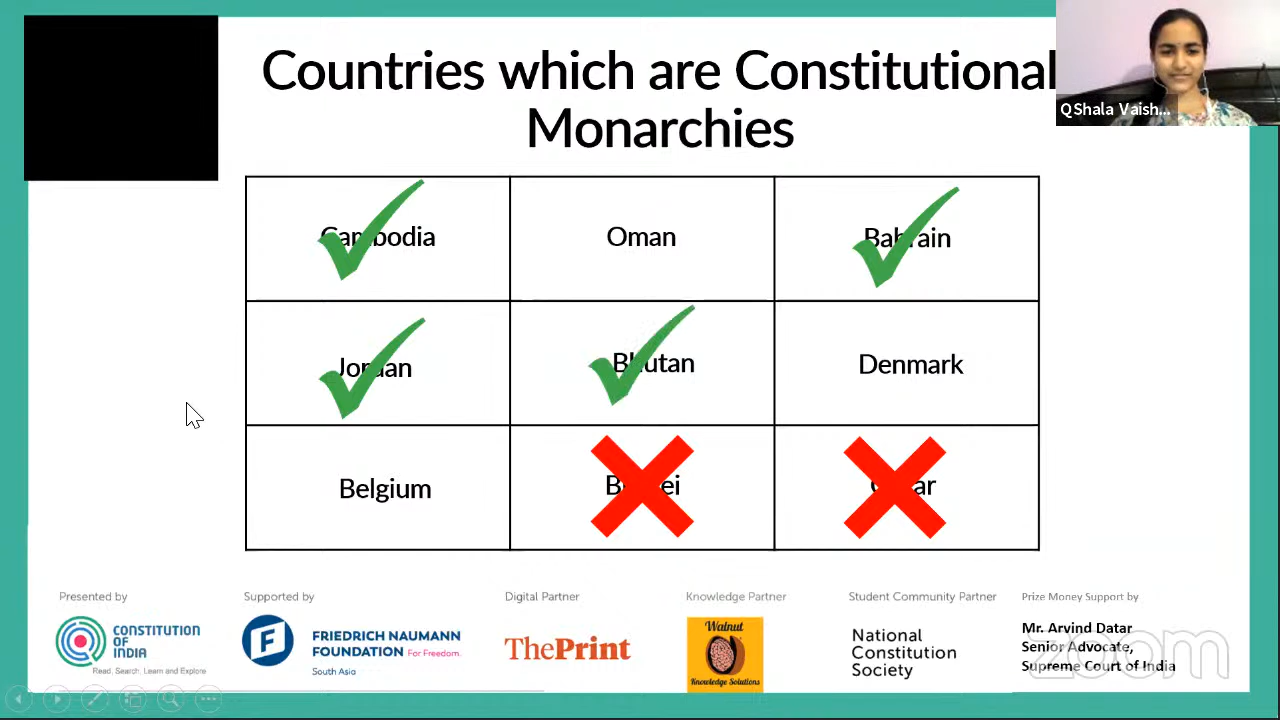 Countries which are Constitutional
Monarchies
QShala Vaish...
Cambodia Oman Bahrain
Jordan Bhutan Denmark
Belgium
Presented by Supported by Digital Partner Knowledge Partner Student Community Partner Prize Money Support by
CONSTITUTION
OF
INDIA
Read, Search, Learn and Explore
F
FRIEDRICH NAUMANN
FOUNDATION For Freedom.
South Asia
ThePrint
Walnut
Knowledge Solutions
National
Constitution
Society
Mr. Arvind Datar
Senior Advocate,
Supreme Court of India
zoom